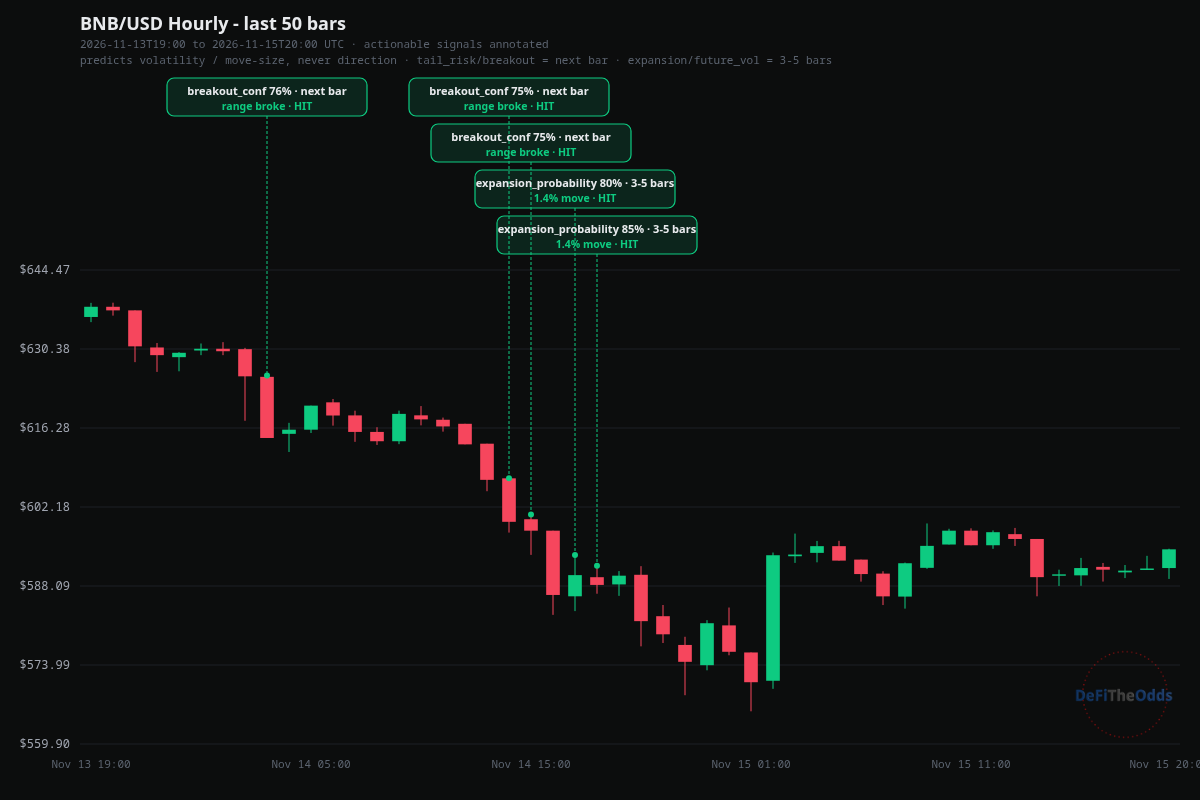 BNB/USD Hourly - last 50 bars
2026-11-13T19:00 to 2026-11-15T20:00 UTC · actionable signals annotated
predicts volatility / move-size, never direction · tail_risk/breakout = next bar · expansion/future_vol = 3-5 bars
breakout_conf 76% · next bar
range broke · HIT
breakout_conf 75% · next bar
range broke · HIT
breakout_conf 75% · next bar
range broke · HIT
expansion_probability 80% · 3-5 bars
1.4% move · HIT
expansion_probability 85% · 3-5 bars
1.4% move · HIT
$644.47
$630.38
$616.28
$602.18
$588.09
$573.99
$559.90
DeFiTheOdds
Nov 13 19:00
Nov 14 05:00
Nov 14 15:00
Nov 15 01:00
Nov 15 11:00
Nov 15 20:0